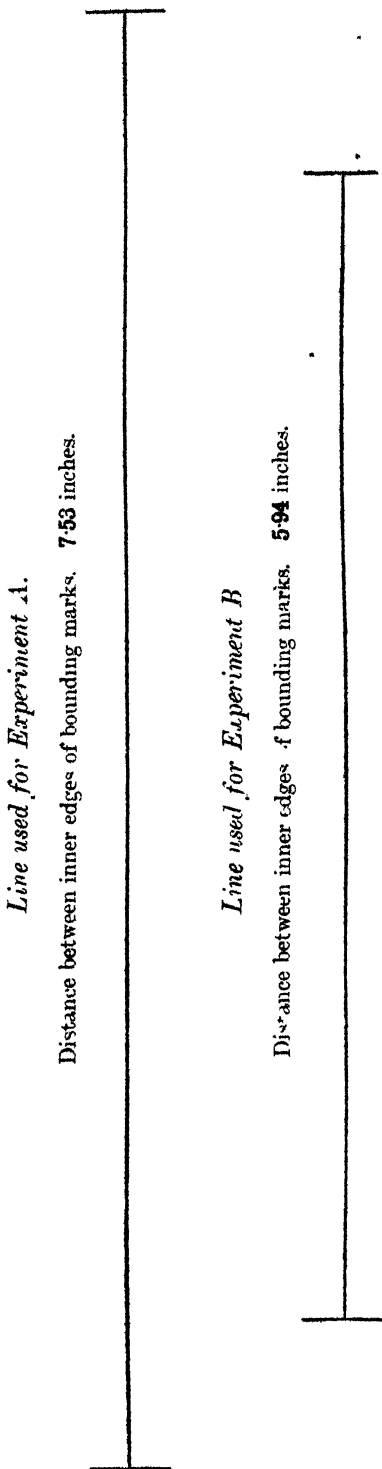 Line used for Experiment A.
Distance between inner edges of bounding marks. 7·53 inches.
Line used for Experiment B
Distance between inner edges of bounding marks. 5·94 inches.